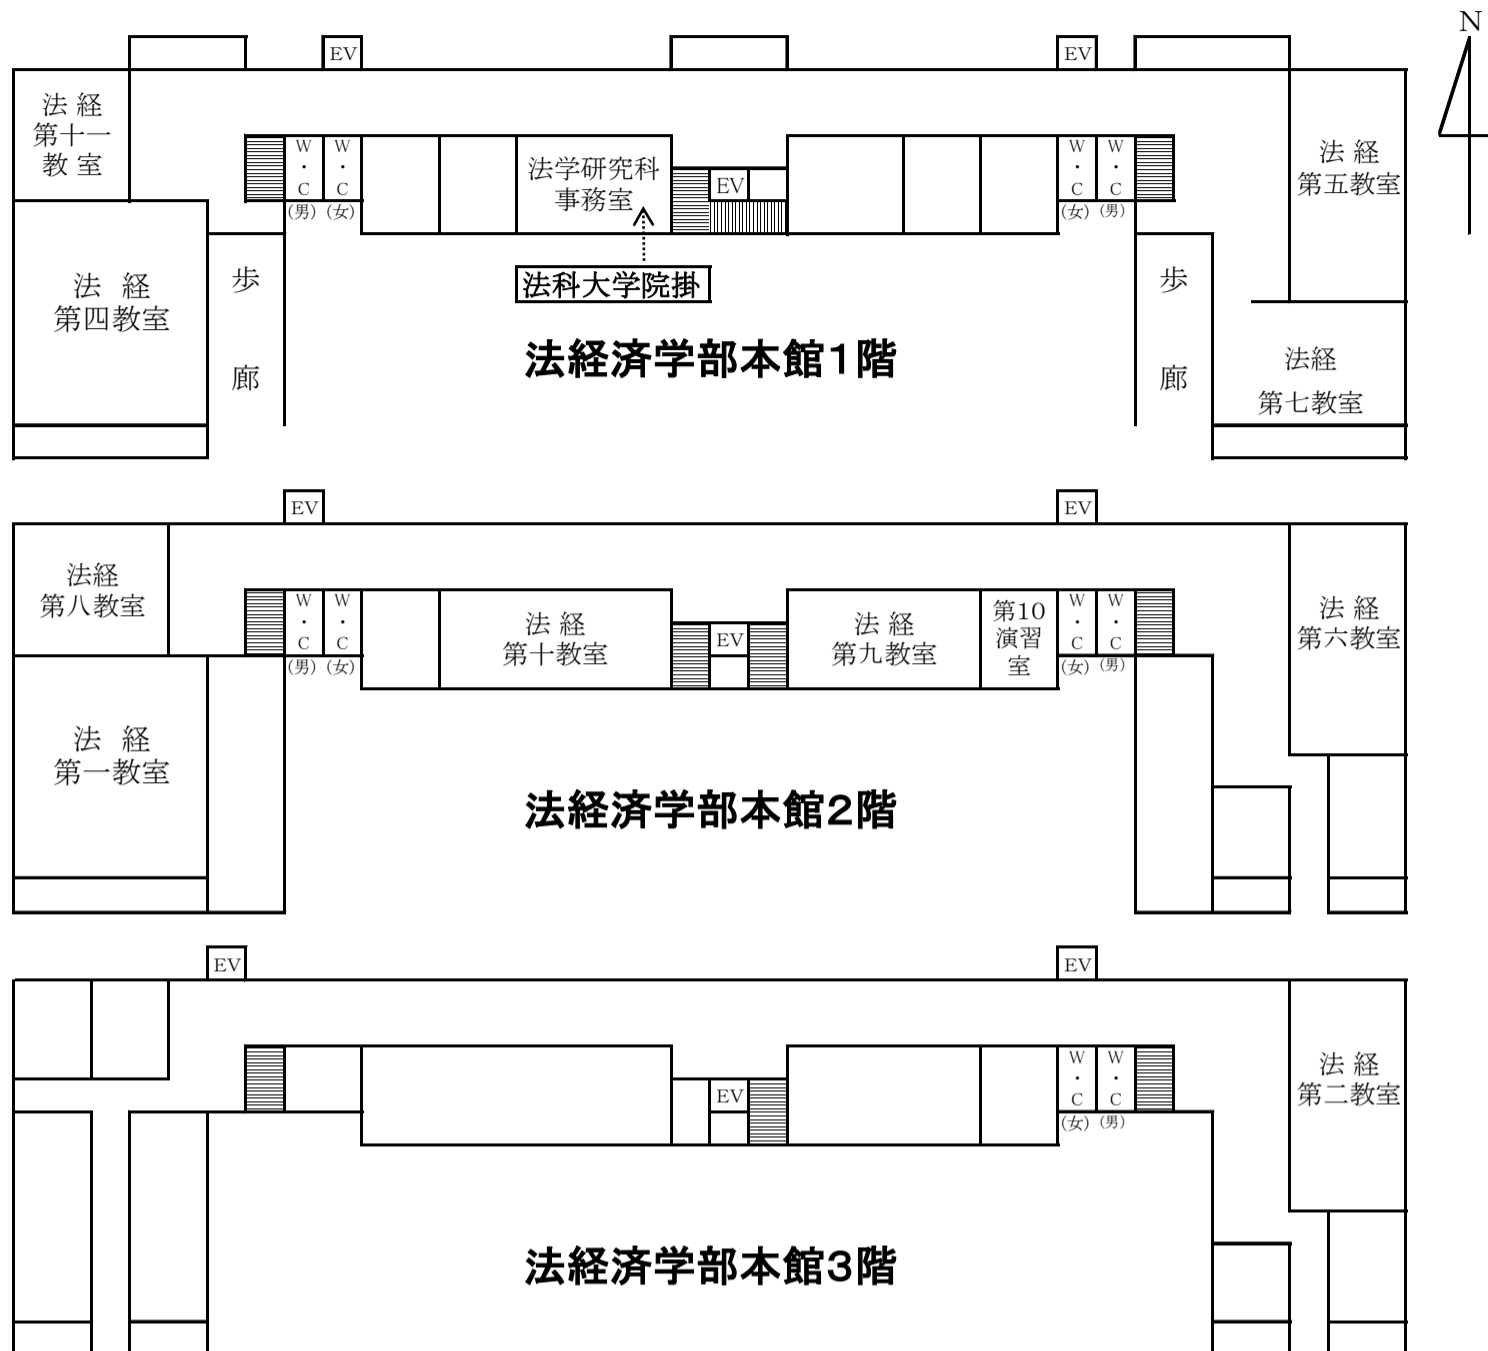 N
EV
EV
法 経
第十一
教 室
W・C
(男)
W・C
(女)
法学研究科
事務室
EV
W・C
(女)
W・C
(男)
法 経
第五教室
法 経
第四教室
歩廊
法科大学院掛
歩廊
法経済学部本館1階
法経
第七教室
EV
EV
法経
第八教室
W・C
(男)
W・C
(女)
法 経
第十教室
EV
法 経
第九教室
第10
演習
室
W・C
(女)
W・C
(男)
法 経
第六教室
法 経
第一教室
法経済学部本館2階
EV
EV
EV
W・C
(女)
W・C
(男)
法 経
第二教室
法経済学部本館3階